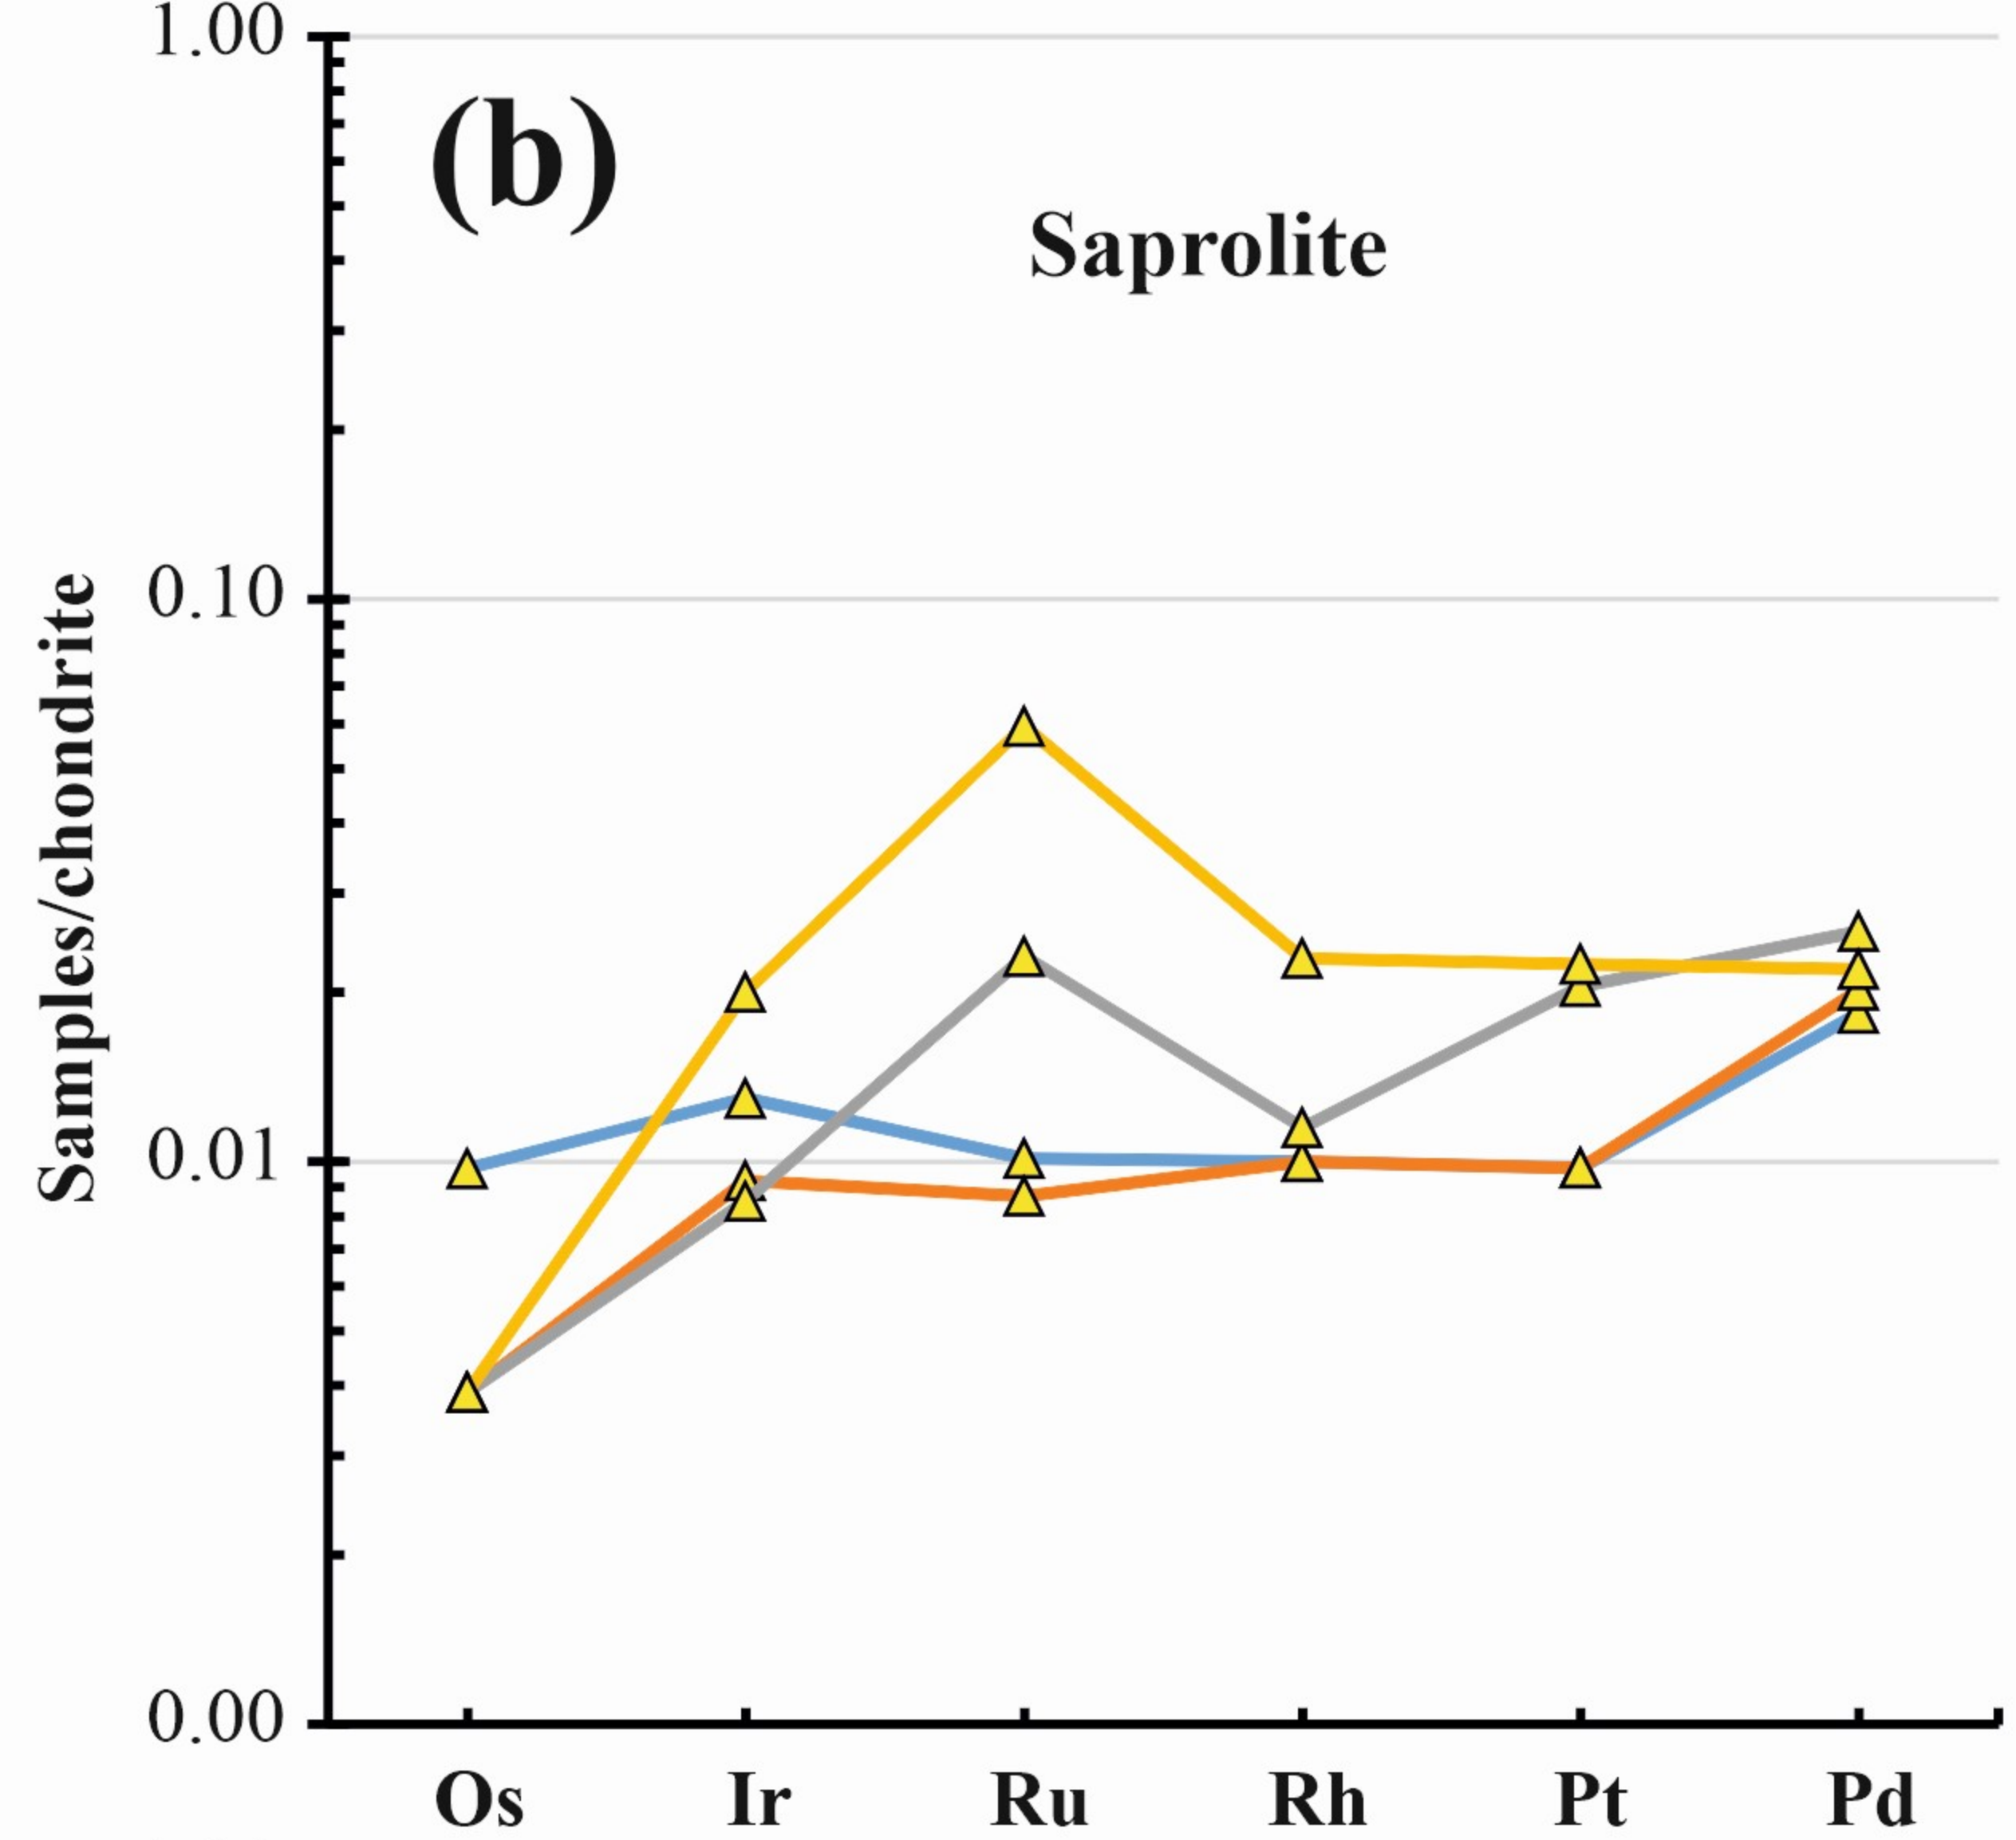 1.00
(b)
Saprolite
0.10
Samples/chondrite
0.01
0.00
Os Ir Ru Rh Pt Pd